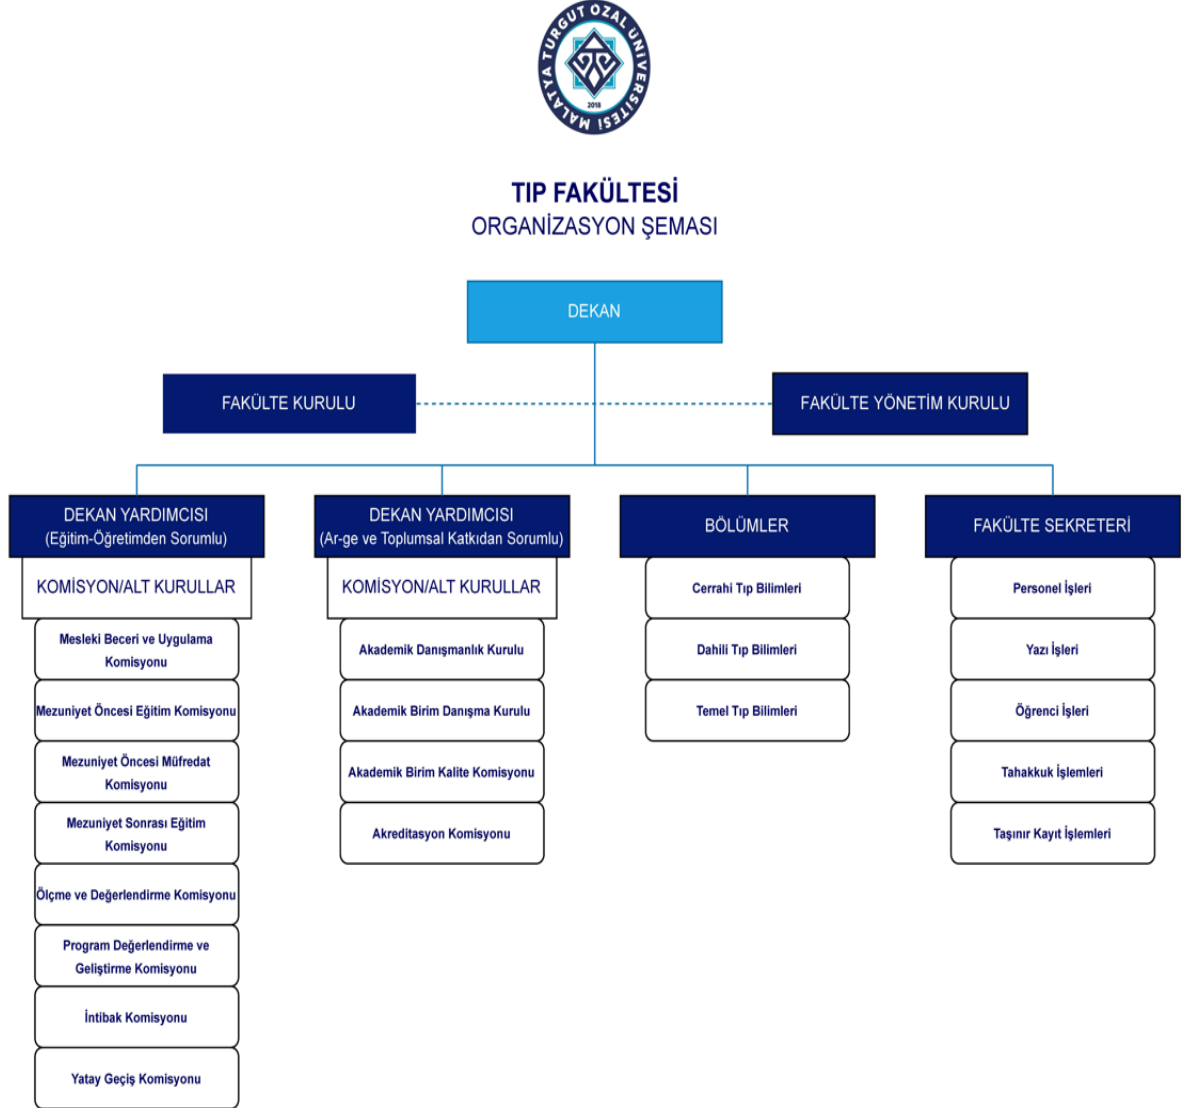 MALATYA TURGUT ÖZAL ÜNİVERSİTESİ
2018
TIP FAKÜLTESİ
ORGANİZASYON ŞEMASI
DEKAN
FAKÜLTE KURULU
FAKÜLTE YÖNETİM KURULU
DEKAN YARDIMCISI
(Eğitim-Öğretimden Sorumlu)
KOMİSYON/ALT KURULLAR
Mesleki Beceri ve Uygulama
Komisyonu
Mezuniyet Öncesi Eğitim Komisyonu
Mezuniyet Öncesi Müfredat
Komisyonu
Mezuniyet Sonrası Eğitim
Komisyonu
Ölçme ve Değerlendirme Komisyonu
Program Değerlendirme ve
Geliştirme Komisyonu
İntibak Komisyonu
Yatay Geçiş Komisyonu
DEKAN YARDIMCISI
(Ar-ge ve Toplumsal Katkıdan Sorumlu)
KOMİSYON/ALT KURULLAR
Akademik Danışmanlık Kurulu
Akademik Birim Danışma Kurulu
Akademik Birim Kalite Komisyonu
Akreditasyon Komisyonu
BÖLÜMLER
Cerrahi Tıp Bilimleri
Dahili Tıp Bilimleri
Temel Tıp Bilimleri
FAKÜLTE SEKRETERİ
Personel İşleri
Yazı İşleri
Öğrenci İşleri
Tahakkuk İşlemleri
Taşınır Kayıt İşlemleri